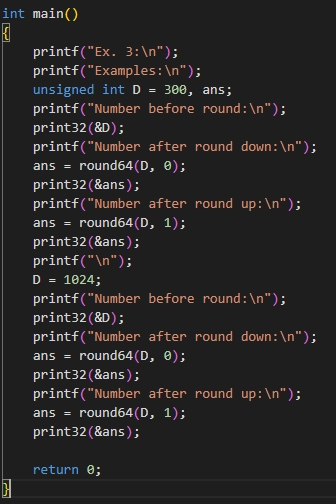 int main()
{
    printf("Ex. 3:\n");
    printf("Examples:\n");
    unsigned int D = 300, ans;
    printf("Number before round:\n");
    print32(&D);
    printf("Number after round down:\n");
    ans = round64(D, 0);
    print32(&ans);
    printf("Number after round up:\n");
    ans = round64(D, 1);
    print32(&ans);
    printf("\n");
    D = 1024;
    printf("Number before round:\n");
    print32(&D);
    printf("Number after round down:\n");
    ans = round64(D, 0);
    print32(&ans);
    printf("Number after round up:\n");
    ans = round64(D, 1);
    print32(&ans);

    return 0;
}